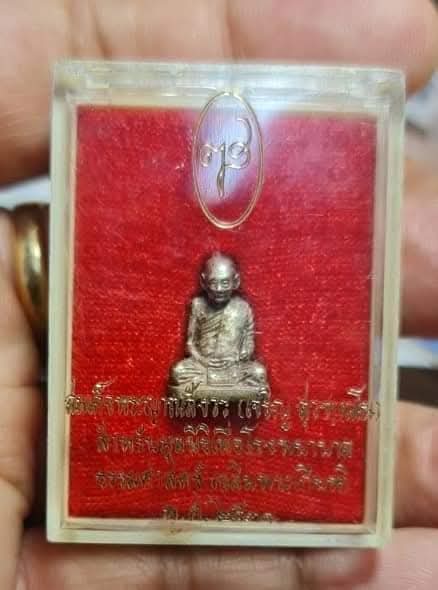 สมเด็จพระญาณสังวร (เจริญ สุวฑฺฒโน)
สำหรับมูลนิธิเพื่อโรงพยาบาล
ธรรมศาสตร์เฉลิมพระเกียรติ
พ.ศ.